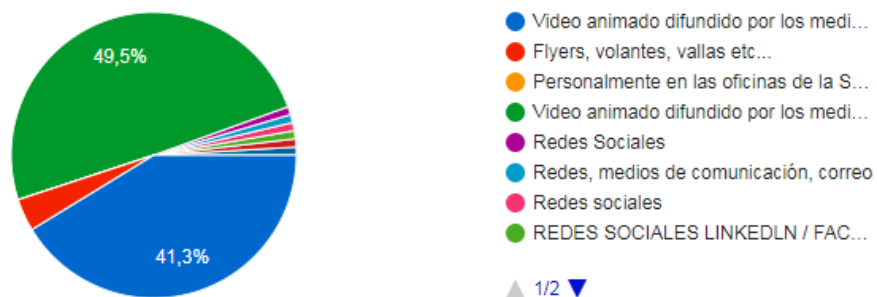 49,5%
41,3%
Video animado difundido por los medi...
Flyers, volantes, vallas etc...
Personalmente en las oficinas de la S...
Video animado difundido por los medi...
Redes Sociales
Redes, medios de comunicación, correo
Redes sociales
REDES SOCIALES LINKEDLN / FAC...
1/2